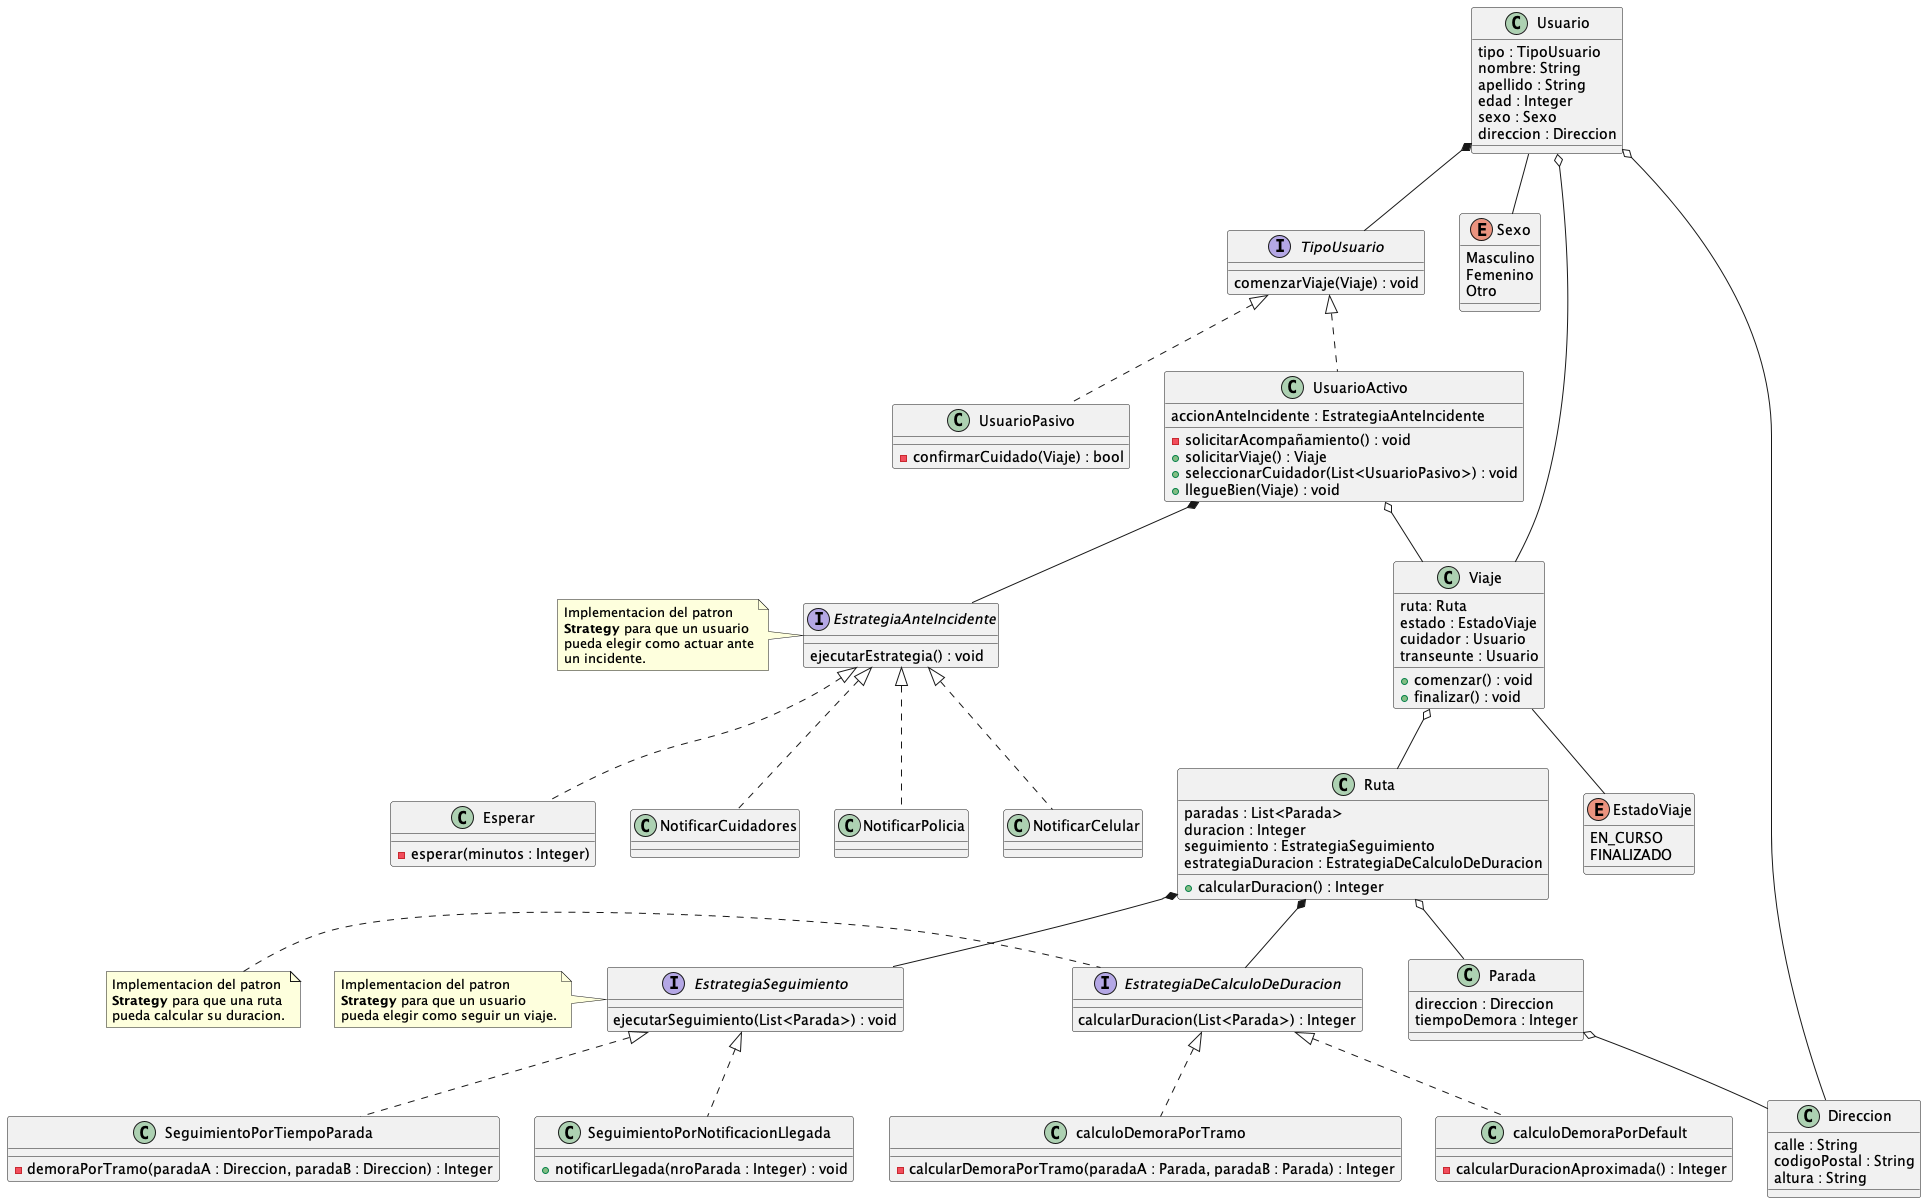 C Usuario
tipo : TipoUsuario
nombre: String
apellido : String
edad : Integer
sexo : Sexo
direccion : Direccion
I TipoUsuario
comenzarViaje(Viaje) : void
E Sexo
Masculino
Femenino
Otro
C UsuarioPasivo
confirmarCuidado(Viaje) : bool
C UsuarioActivo
accionAnteIncidente : EstrategiaAnteIncidente
solicitarAcompañamiento() : void
solicitarViaje() : Viaje
seleccionarCuidador(List<UsuarioPasivo>) : void
llegueBien(Viaje) : void
Implementacion del patron
Strategy para que un usuario
pueda elegir como actuar ante
un incidente.
I EstrategiaAnteIncidente
ejecutarEstrategia() : void
C Viaje
ruta: Ruta
estado : EstadoViaje
cuidador : Usuario
transeunte : Usuario
comenzar() : void
finalizar() : void
C Esperar
esperar(minutos : Integer)
C NotificarCuidadores
C NotificarPolicia
C NotificarCelular
C Ruta
paradas : List<Parada>
duracion : Integer
seguimiento : EstrategiaSeguimiento
estrategiaDuracion : EstrategiaDeCalculoDeDuracion
calcularDuracion() : Integer
E EstadoViaje
EN_CURSO
FINALIZADO
Implementacion del patron
Strategy para que una ruta
pueda calcular su duracion.
Implementacion del patron
Strategy para que un usuario
pueda elegir como seguir un viaje.
I EstrategiaSeguimiento
ejecutarSeguimiento(List<Parada>) : void
I EstrategiaDeCalculoDeDuracion
calcularDuracion(List<Parada>) : Integer
C Parada
direccion : Direccion
tiempoDemora : Integer
C SeguimientoPorTiempoParada
demoraPorTramo(paradaA : Direccion, paradaB : Direccion) : Integer
C SeguimientoPorNotificacionLlegada
notificarLlegada(nroParada : Integer) : void
C calculoDemoraPorTramo
calcularDemoraPorTramo(paradaA : Parada, paradaB : Parada) : Integer
C calculoDemoraPorDefault
calcularDuracionAproximada() : Integer
C Direccion
calle : String
codigoPostal : String
altura : String